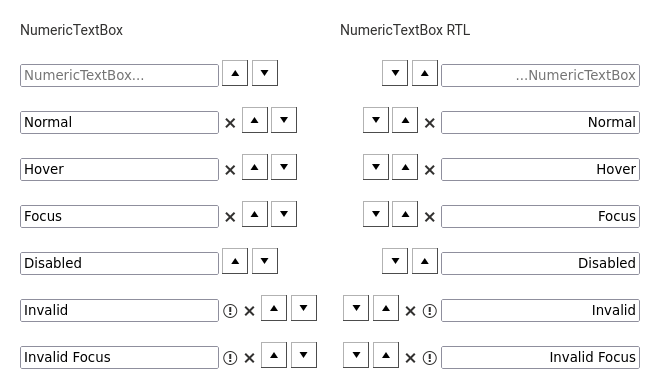 NumericTextBox
NumericTextBox RTL
NumericTextBox...
...NumericTextBox
Normal
Normal
Hover
Hover
Focus
Focus
Disabled
Disabled
Invalid
Invalid
Invalid Focus
Invalid Focus